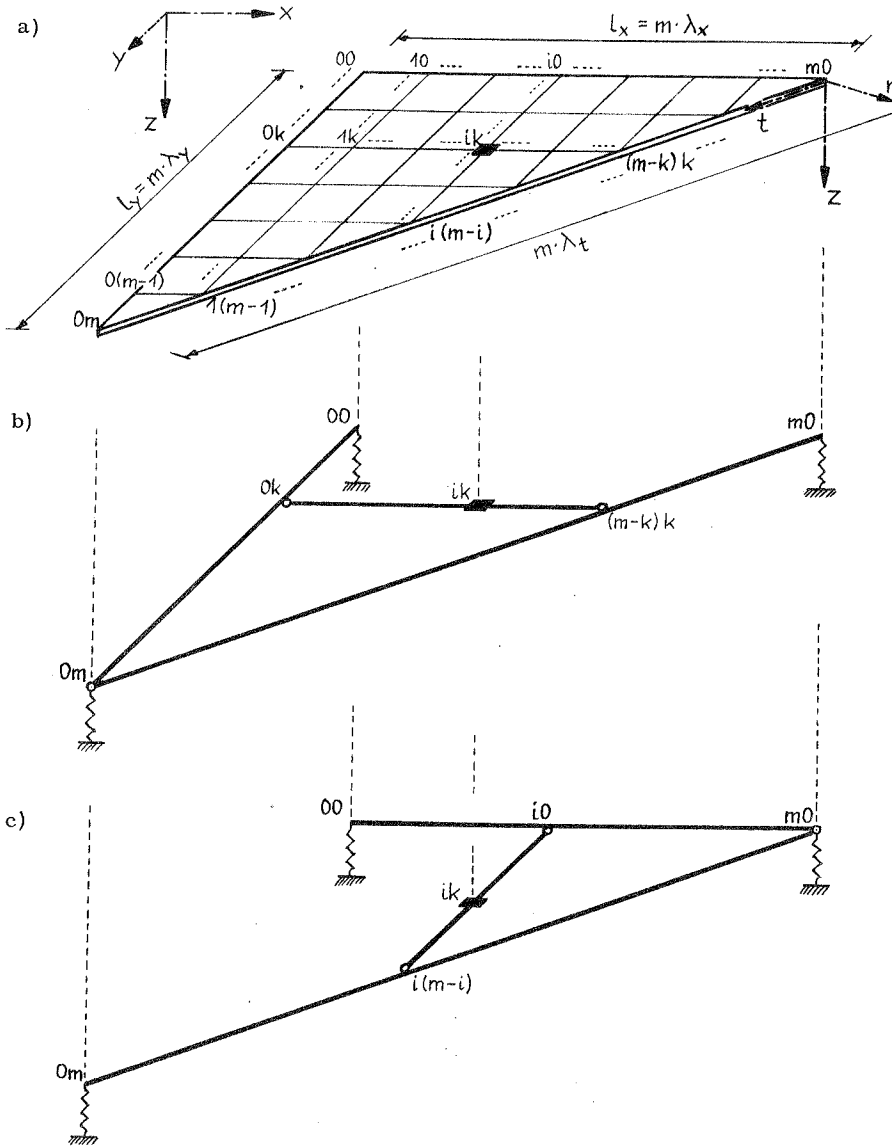 a)
x
y
z
l_x = m·λ_x
00 10 .... i0 .... .... m0
n
t
z
0k 1k .... ik ....
(m-k) k
l_y = m·λ_y
i (m-i)
m·λ_t
0(m-1)
1(m-1)
0m
b)
00
m0
0k
ik
(m-k) k
0m
c)
00
i0
m0
ik
i (m-i)
0m